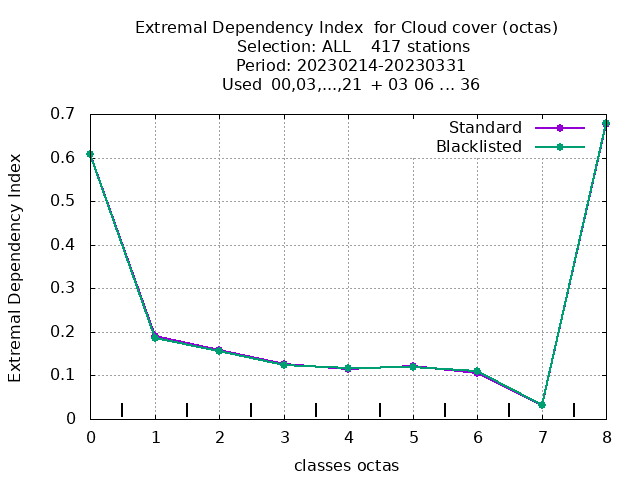 Extremal Dependency Index  for Cloud cover (octas)
Selection: ALL    417 stations
Period: 20230214-20230331
Used  00,03,...,21  + 03 06 ... 36
Standard
Blacklisted
Extremal Dependency Index
0.7
0.6
0.5
0.4
0.3
0.2
0.1
0
0 1 2 3 4 5 6 7 8
classes octas